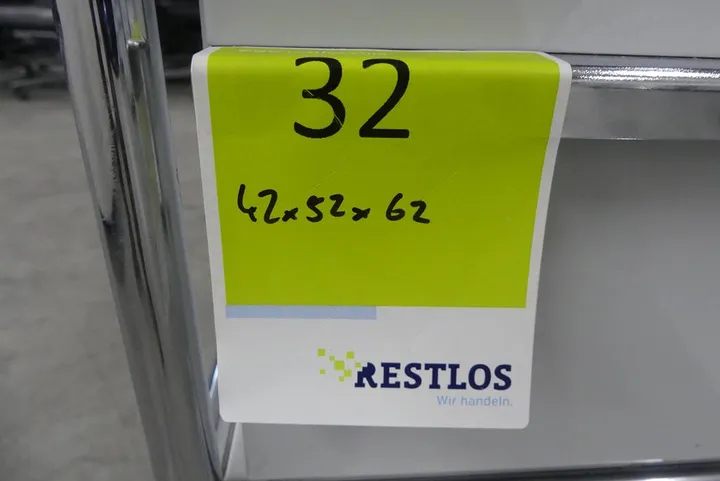 32
42x52x62
RESTLOS
Wir handeln.